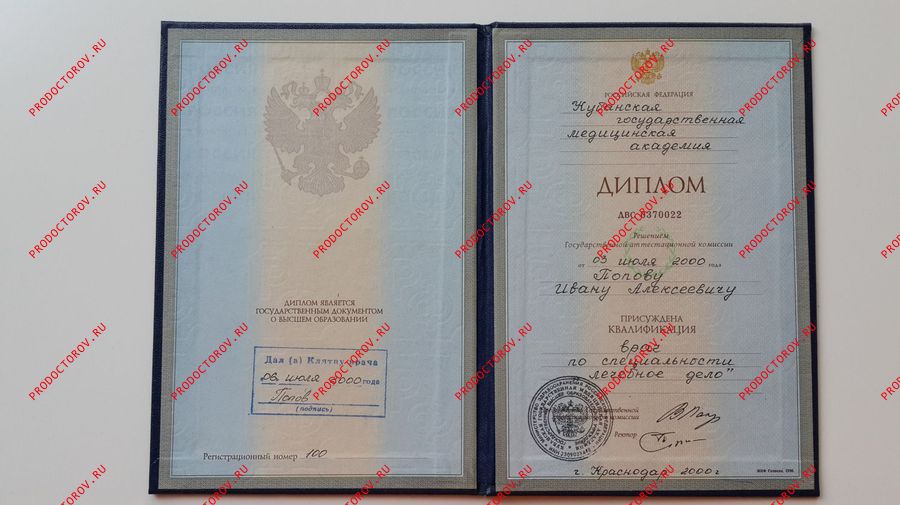 PRODOCTOROV.RU
ДИПЛОМ ЯВЛЯЕТСЯ
ГОСУДАРСТВЕННЫМ ДОКУМЕНТОМ
О ВЫСШЕМ ОБРАЗОВАНИИ
Дал (а) Клятву врача
06 июля 2000 года
Попов
(подпись)
Регистрационный номер 100
РОССИЙСКАЯ ФЕДЕРАЦИЯ
Кубанская
государственная
медицинская
академия
ДИПЛОМ
ДВС 0370022
Решением
Государственной аттестационной комиссии
от 03 июля 2000 года
Попову
Ивану Алексеевичу
ПРИСУЖДЕНА
КВАЛИФИКАЦИЯ
врач
по специальности
лечебное дело"
Ректор
г. Краснодар 2000 г